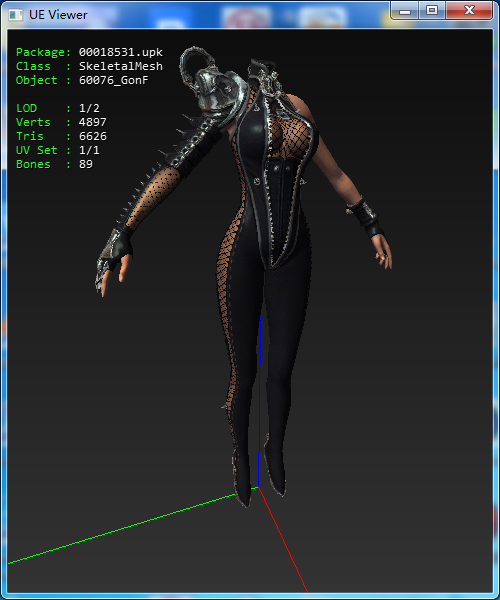 UE Viewer
Package: 00018531.upk
Class : SkeletalMesh
Object : 60076_GonF
LOD : 1/2
Verts : 4897
Tris : 6626
UV Set : 1/1
Bones : 89